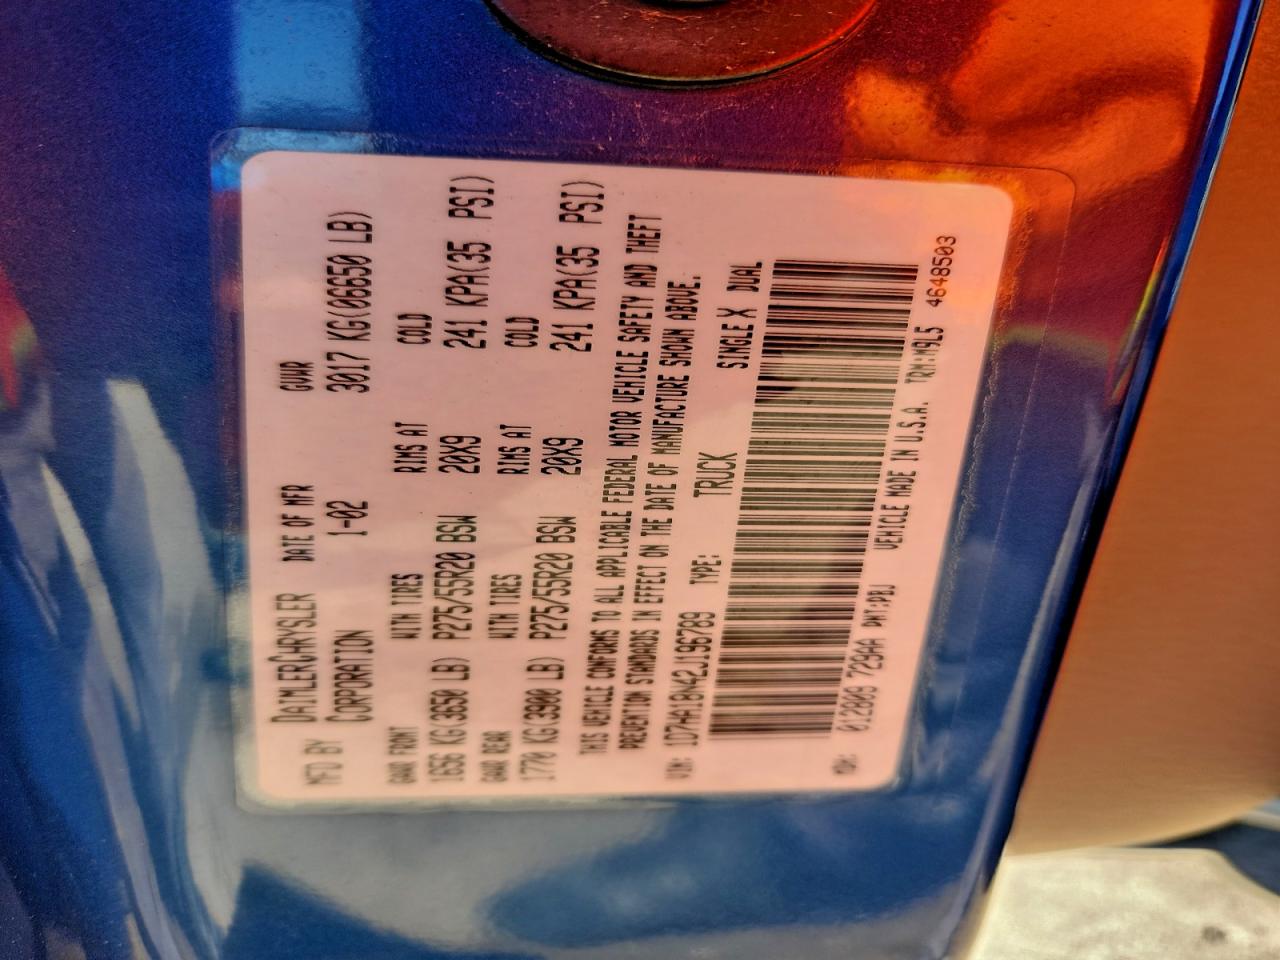 MFD BY DAIMLERCHRYSLER CORPORATION DATE OF MFR 1-02 GVWR 3017 KG(06650 LB)
GAWR FRONT WITH TIRES RIMS AT COLD
1656 KG(3650 LB) P275/55R20 BSW 20X9 241 KPA(35 PSI)
GAWR REAR WITH TIRES RIMS AT COLD
1770 KG(3900 LB) P275/55R20 BSW 20X9 241 KPA(35 PSI)
THIS VEHICLE CONFORMS TO ALL APPLICABLE FEDERAL MOTOR VEHICLE SAFETY AND THEFT
PREVENTION STANDARDS IN EFFECT ON THE DATE OF MANUFACTURE SHOWN ABOVE.
VIN: 1D7HA18N42J196789 TYPE: TRUCK SINGLE X DUAL
MDH: 012809 729AA PNT:PBJ VEHICLE MADE IN U.S.A. TRM:M9L5 4648503